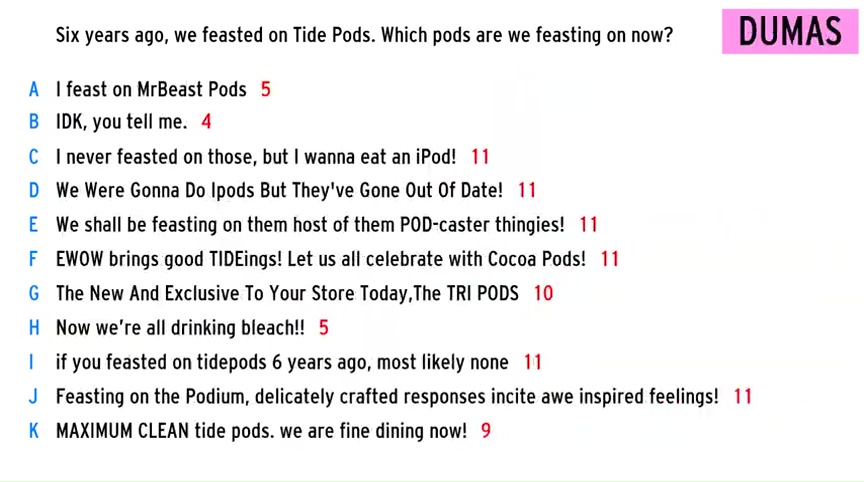 Six years ago, we feasted on Tide Pods. Which pods are we feasting on now?
DUMAS
A I feast on MrBeast Pods 5
B IDK, you tell me. 4
C I never feasted on those, but I wanna eat an iPod! 11
D We Were Gonna Do Ipods But They've Gone Out Of Date! 11
E We shall be feasting on them host of them POD-caster thingies! 11
F EWOW brings good TIDEings! Let us all celebrate with Cocoa Pods! 11
G The New And Exclusive To Your Store Today,The TRI PODS 10
H Now we're all drinking bleach!! 5
I if you feasted on tidepods 6 years ago, most likely none 11
J Feasting on the Podium, delicately crafted responses incite awe inspired feelings! 11
K MAXIMUM CLEAN tide pods. we are fine dining now! 9